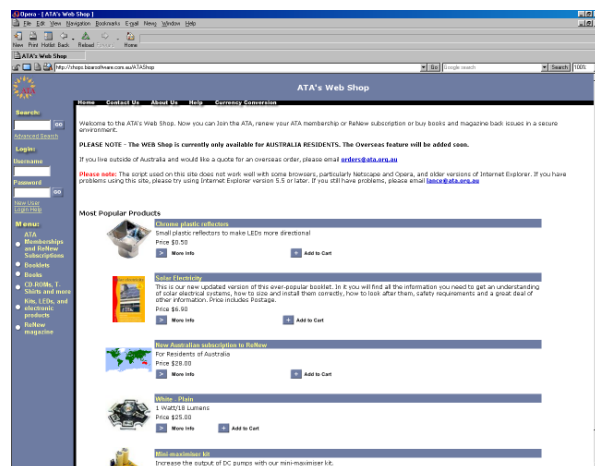 Opera - [ATA's Web Shop ]
File Edit View Navigation Bookmarks E-mail News Window Help
New Print Hotlist Back Reload Home
ATA's Web Shop
Go Google search Search 100%
ATA's Web Shop
Home Contact Us About Us Help Currency Conversion
Search:
GO
Advanced Search
Login:
Username
Password
GO
New User
Login Help
Menu:
ATA
Memberships
and ReNew
Subscriptions
Booklets
Books
CD-ROMs, T-
Shirts and more
Kits, LEDs, and
electronic
products
ReNew
magazine
Welcome to the ATA's Web Shop. Now you can Join the ATA, renew your ATA membership or ReNew subscription or buy books and magazine back issues in a secure
environment.
PLEASE NOTE - The WEB Shop is currently only available for AUSTRALIA RESIDENTS. The Overseas feature will be added soon.
If you live outside of Australia and would like a quote for an overseas order, please email orders@ata.org.au
Please note: The script used on this site does not work well with some browsers, particularly Netscape and Opera, and older versions of Internet Explorer. If you have
problems using this site, please try using Internet Explorer version 5.5 or later. If you still have problems, please email lance@ata.org.au
Most Popular Products
Chrome plastic reflectors
Small plastic reflectors to make LEDs more directional
Price $0.50
> More Info + Add to Cart
Solar Electricity
This is our new updated version of this ever-popular booklet. In it you will find all the information you need to get an understanding
of solar electrical systems, how to size and install them correctly, how to look after them, safety requirements and a great deal of
other information. Price includes Postage.
Price $6.90
> More Info + Add to Cart
New Australian subscription to ReNew
For Residents of Australia
Price $28.00
> More Info + Add to Cart
White - Plain
1 Watt/18 Lumens
Price $25.00
> More Info + Add to Cart
Mini-maximiser kit
Increase the output of DC pumps with our mini-maximiser kit.